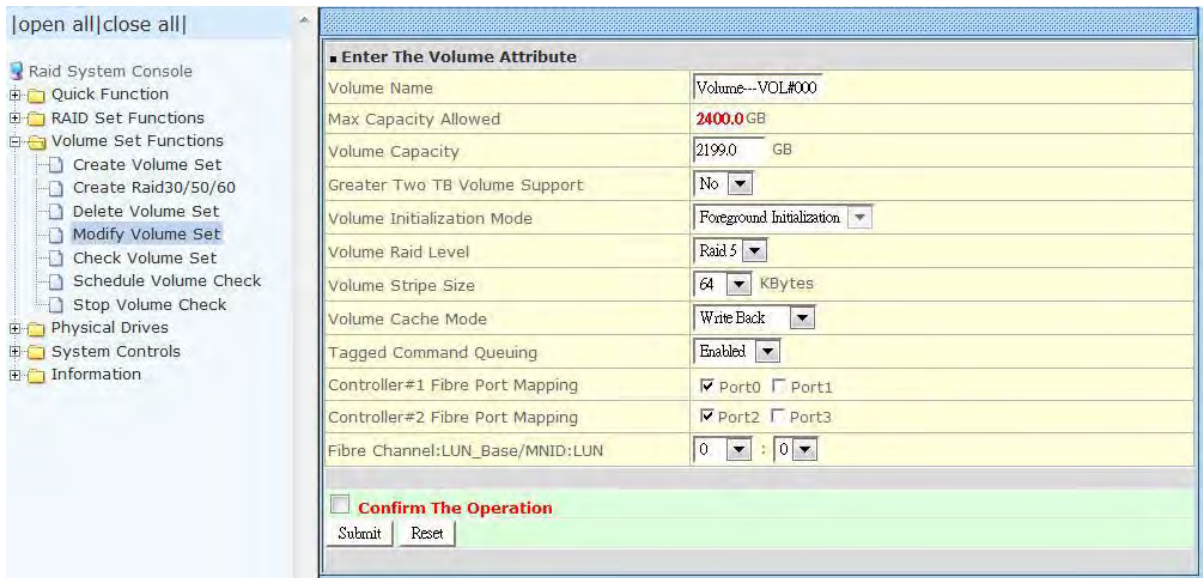 |open all|close all|
Raid System Console
Quick Function
RAID Set Functions
Volume Set Functions
Create Volume Set
Create Raid30/50/60
Delete Volume Set
Modify Volume Set
Check Volume Set
Schedule Volume Check
Stop Volume Check
Physical Drives
System Controls
Information
Enter The Volume Attribute
Volume Name Volume---VOL#000
Max Capacity Allowed 2400.0 GB
Volume Capacity 2199.0 GB
Greater Two TB Volume Support No
Volume Initialization Mode Foreground Initialization
Volume Raid Level Raid 5
Volume Stripe Size 64 KBytes
Volume Cache Mode Write Back
Tagged Command Queuing Enabled
Controller#1 Fibre Port Mapping Port0 Port1
Controller#2 Fibre Port Mapping Port2 Port3
Fibre Channel:LUN_Base/MNID:LUN 0 : 0
Confirm The Operation
Submit Reset